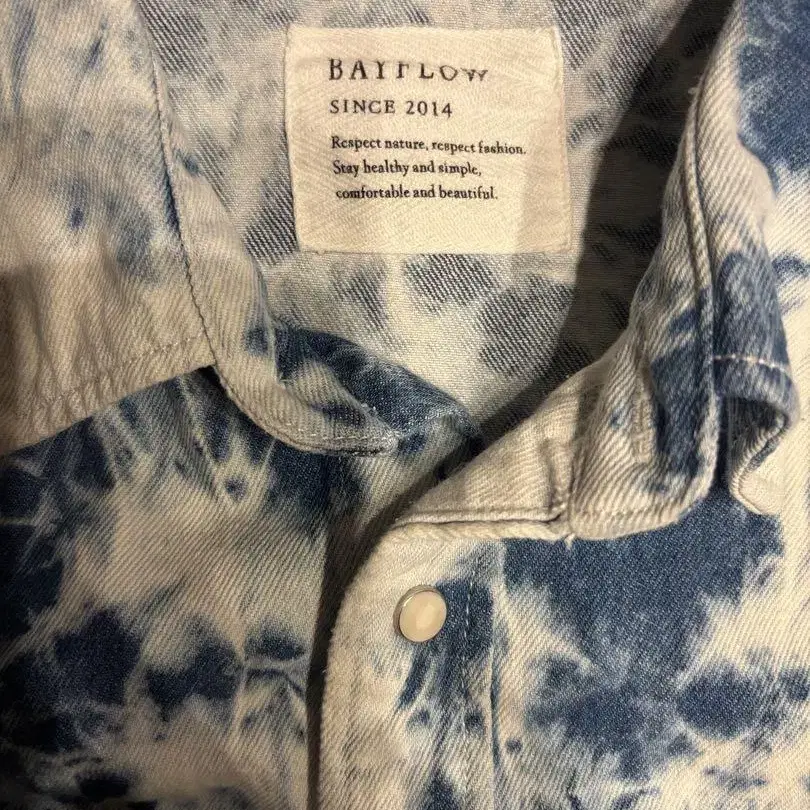 BAYFLOW
SINCE 2014
Respect nature, respect fashion.
Stay healthy and simple,
comfortable and beautiful.